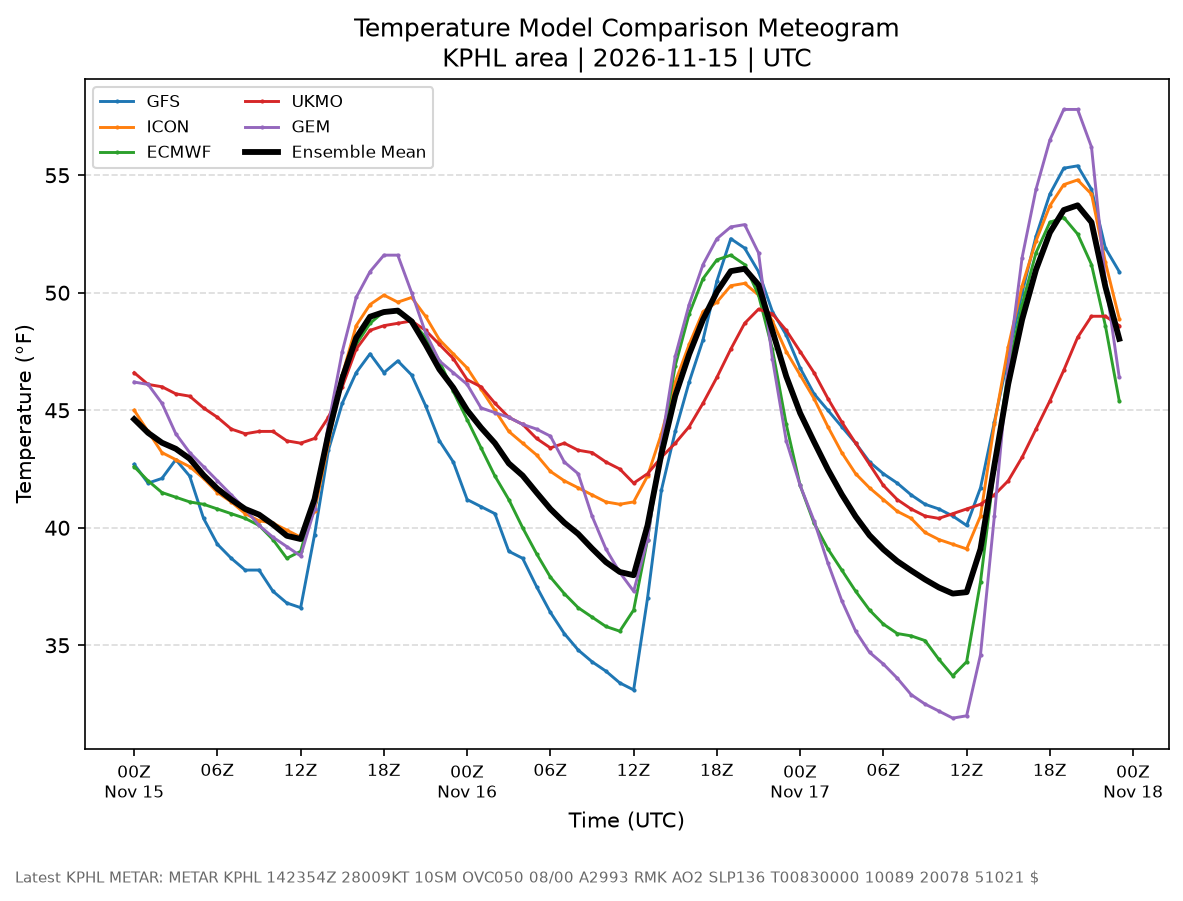 Temperature Model Comparison Meteogram
KPHL area | 2026-11-15 | UTC
GFS
ICON
ECMWF
UKMO
GEM
Ensemble Mean
Temperature (°F)
55
50
45
40
35
00Z 06Z 12Z 18Z 00Z 06Z 12Z 18Z 00Z 06Z 12Z 18Z 00Z
Nov 15 Nov 16 Nov 17 Nov 18
Time (UTC)
Latest KPHL METAR: METAR KPHL 142354Z 28009KT 10SM OVC050 08/00 A2993 RMK AO2 SLP136 T00830000 10089 20078 51021 $